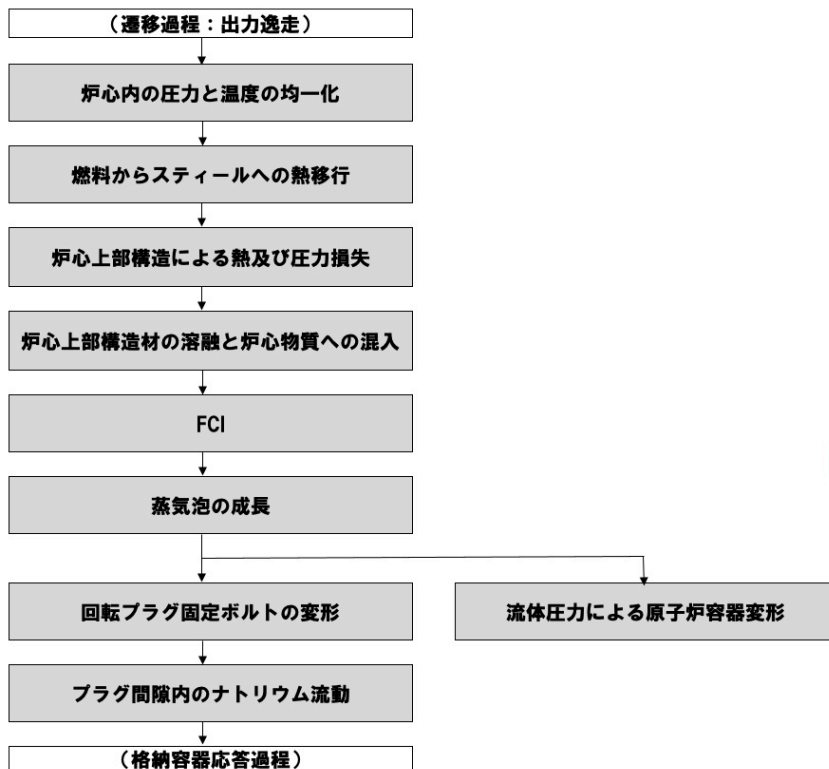 （遷移過程：出力逸走）
炉心内の圧力と温度の均一化
燃料からスティールへの熱移行
炉心上部構造による熱及び圧力損失
炉心上部構造材の溶融と炉心物質への混入
FCI
蒸気泡の成長
回転プラグ固定ボルトの変形
流体圧力による原子炉容器変形
プラグ間隙内のナトリウム流動
（格納容器応答過程）